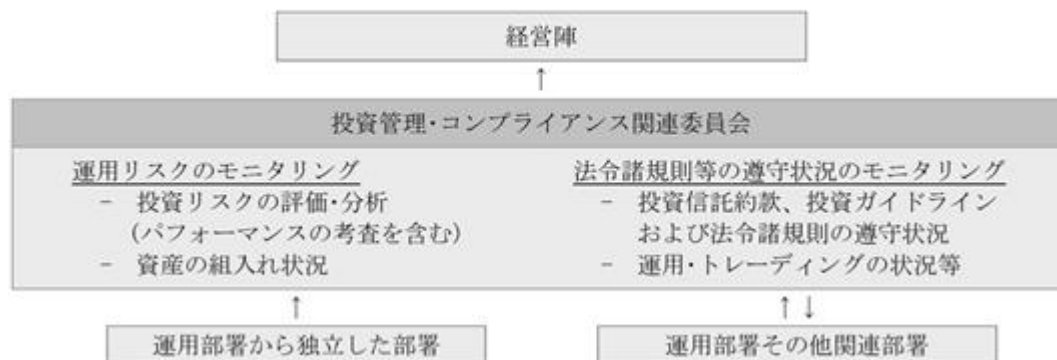 経営陣
↑
投資管理・コンプライアンス関連委員会
運用リスクのモニタリング
－ 投資リスクの評価・分析
(パフォーマンスの考査を含む)
－ 資産の組入れ状況
法令諸規則等の遵守状況のモニタリング
－ 投資信託約款、投資ガイドライン
および法令諸規則の遵守状況
－ 運用・トレーディングの状況等
↑
↑↓
運用部署から独立した部署
運用部署その他関連部署